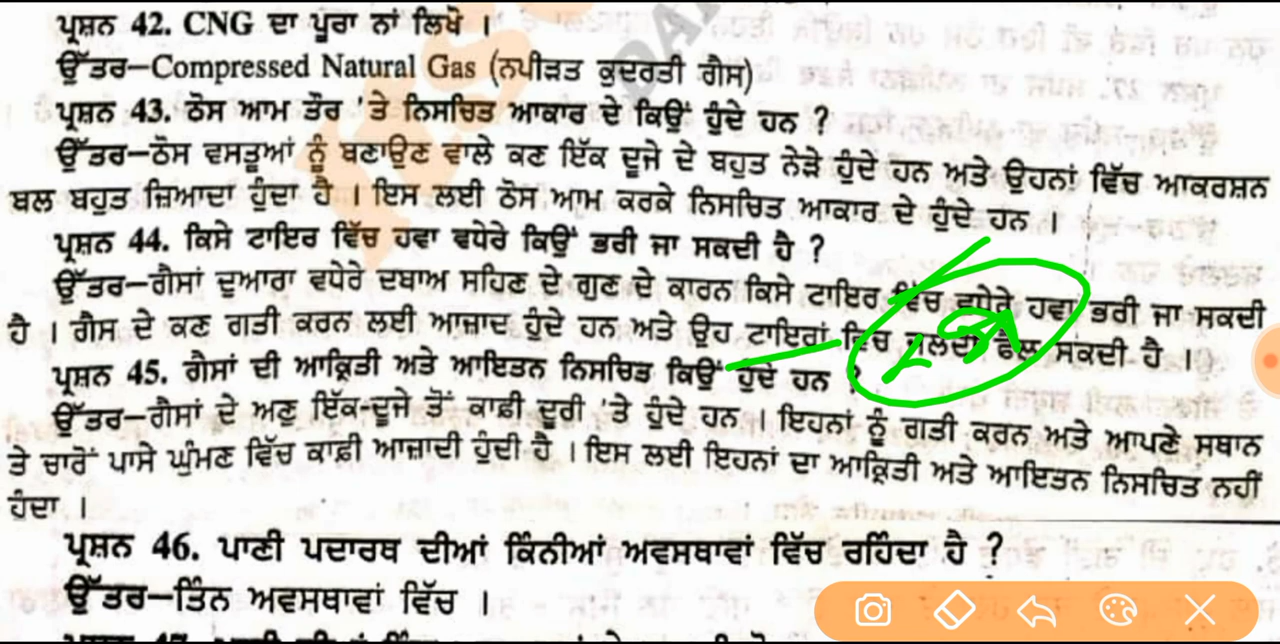 ਪ੍ਰਸ਼ਨ 42. CNG ਦਾ ਪੂਰਾ ਨਾਂ ਲਿਖੋ ।
ਉੱਤਰ—Compressed Natural Gas (ਨਪੀੜਤ ਕੁਦਰਤੀ ਗੈਸ)
ਪ੍ਰਸ਼ਨ 43. ਠੋਸ ਆਮ ਤੌਰ 'ਤੇ ਨਿਸਚਿਤ ਆਕਾਰ ਦੇ ਕਿਉਂ ਹੁੰਦੇ ਹਨ ?
ਉੱਤਰ—ਠੋਸ ਵਸਤੂਆਂ ਨੂੰ ਬਣਾਉਣ ਵਾਲੇ ਕਣ ਇੱਕ ਦੂਜੇ ਦੇ ਬਹੁਤ ਨੇੜੇ ਹੁੰਦੇ ਹਨ ਅਤੇ ਉਹਨਾਂ ਵਿੱਚ ਆਕਰਸ਼ਨ
ਬਲ ਬਹੁਤ ਜ਼ਿਆਦਾ ਹੁੰਦਾ ਹੈ । ਇਸ ਲਈ ਠੋਸ ਆਮ ਕਰਕੇ ਨਿਸਚਿਤ ਆਕਾਰ ਦੇ ਹੁੰਦੇ ਹਨ ।
ਪ੍ਰਸ਼ਨ 44. ਕਿਸੇ ਟਾਇਰ ਵਿੱਚ ਹਵਾ ਵਧੇਰੇ ਕਿਉਂ ਭਰੀ ਜਾ ਸਕਦੀ ਹੈ ?
ਉੱਤਰ—ਗੈਸਾਂ ਦੁਆਰਾ ਵਧੇਰੇ ਦਬਾਅ ਸਹਿਣ ਦੇ ਗੁਣ ਦੇ ਕਾਰਨ ਕਿਸੇ ਟਾਇਰ ਵਿੱਚ ਵਧੇਰੇ ਹਵਾ ਭਰੀ ਜਾ ਸਕਦੀ
ਹੈ । ਗੈਸ ਦੇ ਕਣ ਗਤੀ ਕਰਨ ਲਈ ਆਜ਼ਾਦ ਹੁੰਦੇ ਹਨ ਅਤੇ ਉਹ ਟਾਇਰਾਂ ਵਿਚ ਜਲਦੀ ਫੈਲ ਸਕਦੀ ਹੈ ।
ਪ੍ਰਸ਼ਨ 45. ਗੈਸਾਂ ਦੀ ਆਕ੍ਰਿਤੀ ਅਤੇ ਆਇਤਨ ਨਿਸਚਿਤ ਕਿਉਂ ਹੁੰਦੇ ਹਨ ?
ਉੱਤਰ—ਗੈਸਾਂ ਦੇ ਅਣੂ ਇੱਕ-ਦੂਜੇ ਤੋਂ ਕਾਫ਼ੀ ਦੂਰੀ 'ਤੇ ਹੁੰਦੇ ਹਨ । ਇਹਨਾਂ ਨੂੰ ਗਤੀ ਕਰਨ ਅਤੇ ਆਪਣੇ ਸਥਾਨ
ਤੇ ਚਾਰੋਂ ਪਾਸੇ ਘੁੰਮਣ ਵਿੱਚ ਕਾਫ਼ੀ ਆਜ਼ਾਦੀ ਹੁੰਦੀ ਹੈ । ਇਸ ਲਈ ਇਹਨਾਂ ਦਾ ਆਕ੍ਰਿਤੀ ਅਤੇ ਆਇਤਨ ਨਿਸਚਿਤ ਨਹੀਂ
ਹੁੰਦਾ ।
ਪ੍ਰਸ਼ਨ 46. ਪਾਣੀ ਪਦਾਰਥ ਦੀਆਂ ਕਿੰਨੀਆਂ ਅਵਸਥਾਵਾਂ ਵਿੱਚ ਰਹਿੰਦਾ ਹੈ ?
ਉੱਤਰ—ਤਿੰਨ ਅਵਸਥਾਵਾਂ ਵਿੱਚ ।